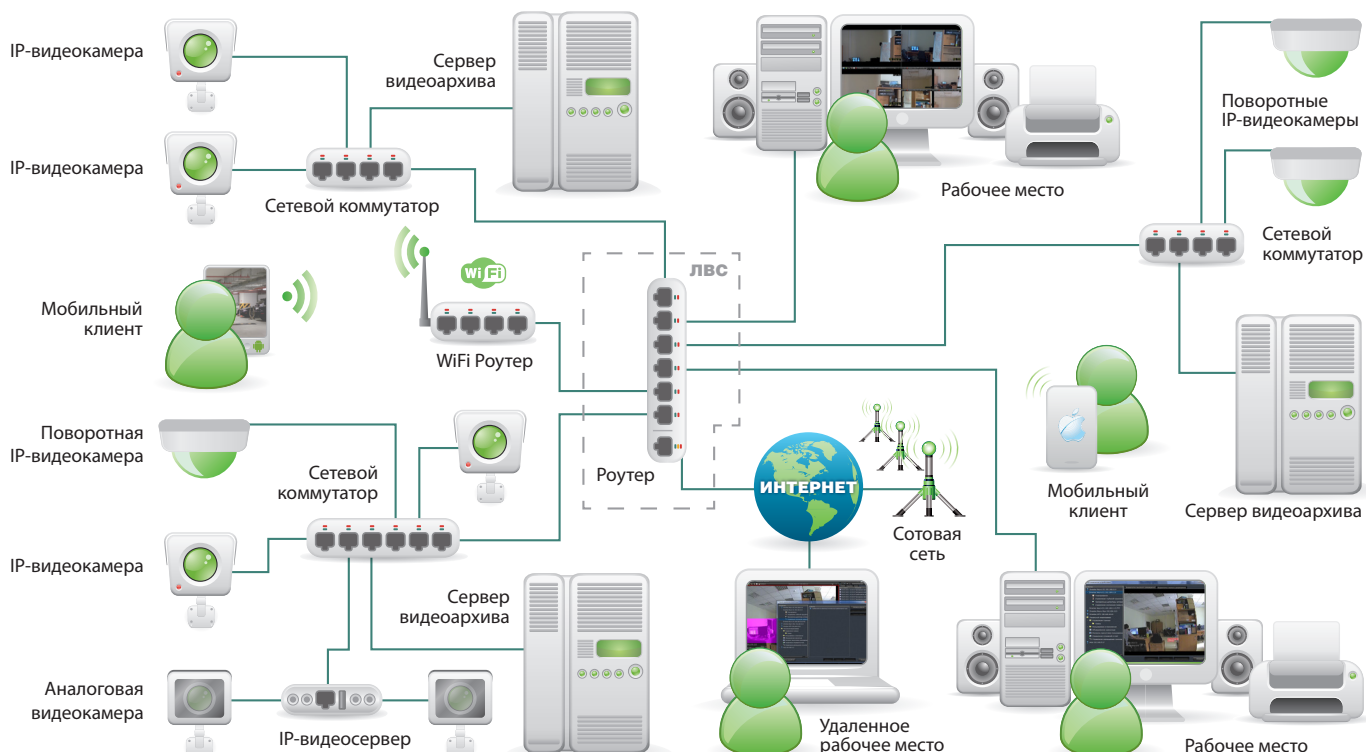 IP-видеокамера
Сервер
видеоархива
Поворотные
IP-видеокамеры
IP-видеокамера
Сетевой коммутатор
Рабочее место
Сетевой
коммутатор
ЛВС
WiFi
Мобильный
клиент
WiFi Роутер
Поворотная
IP-видеокамера
Сетевой
коммутатор
Роутер
ИНТЕРНЕТ
Сотовая
сеть
Мобильный
клиент
Сервер видеоархива
IP-видеокамера
Сервер
видеоархива
Аналоговая
видеокамера
IP-видеосервер
Удаленное
рабочее место
Рабочее место